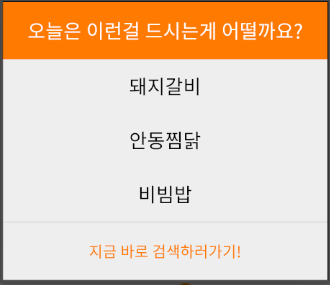 오늘은 이런걸 드시는게 어떨까요?
돼지갈비
안동찜닭
비빔밥
지금 바로 검색하러가기!